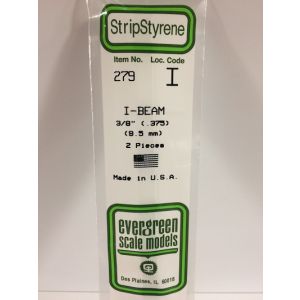 StripStyrene
Item No. Loc. Code
279 I
I-BEAM
3/8" (.375)
(9.5 mm)
2 Pieces
Made in U.S.A.
evergreen
scale models
Des Plaines, IL 60018